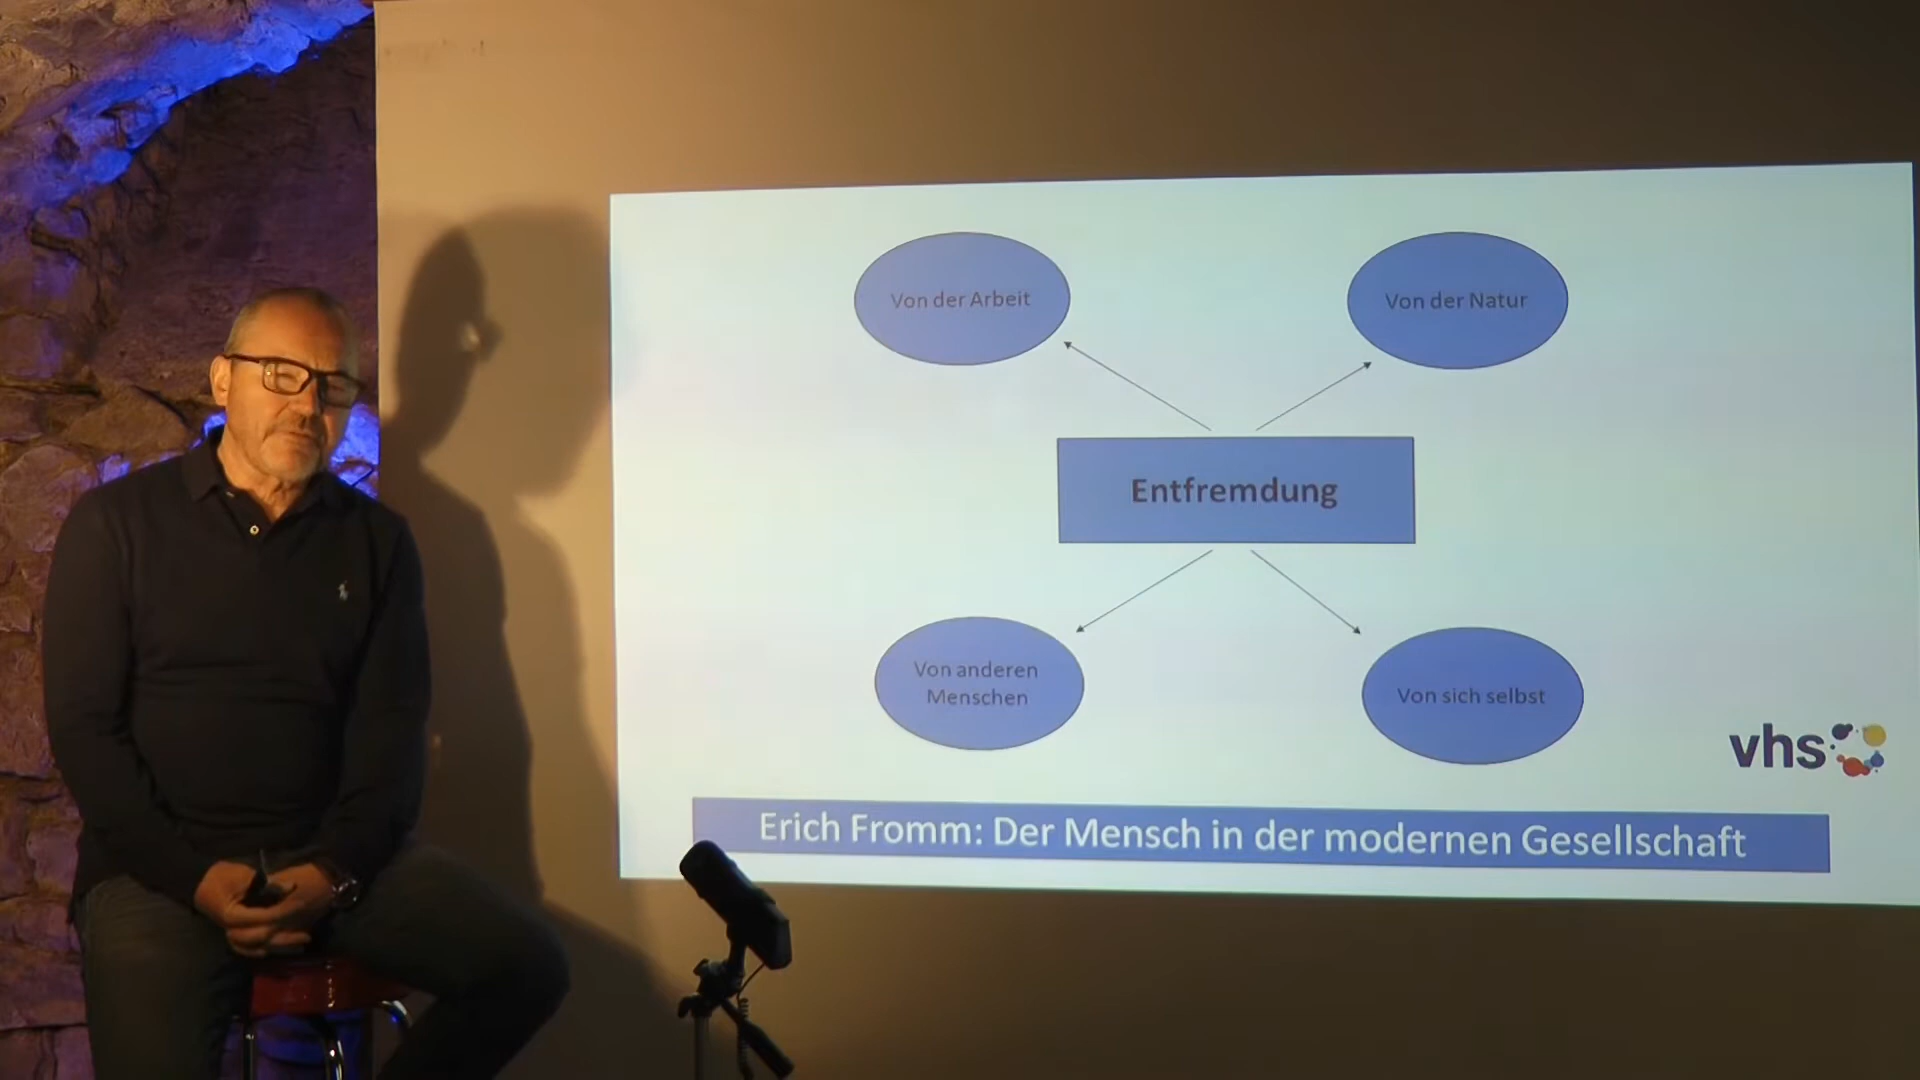 Von der Arbeit
Von der Natur
Entfremdung
Von anderen
Menschen
Von sich selbst
vhs
Erich Fromm: Der Mensch in der modernen Gesellschaft